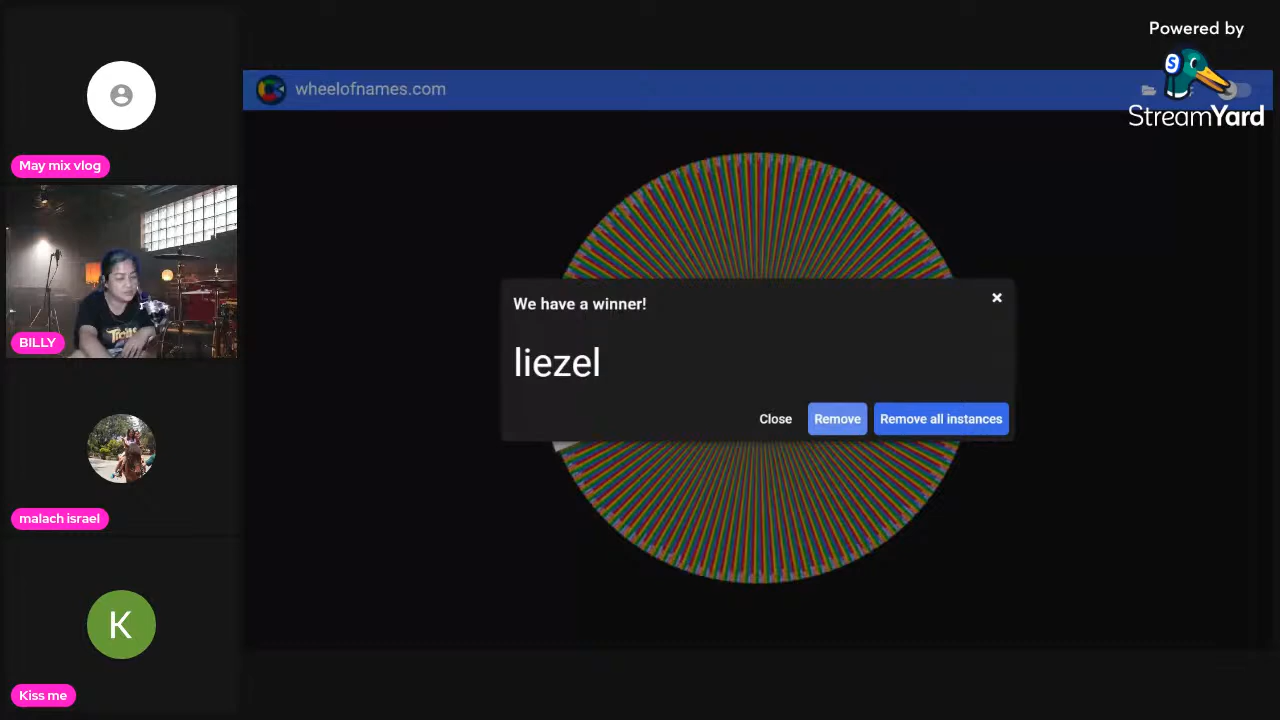 Powered by
StreamYard
wheelofnames.com
May mix vlog
BILLY
malach israel
K
Kiss me
We have a winner!
liezel
Close
Remove
Remove all instances